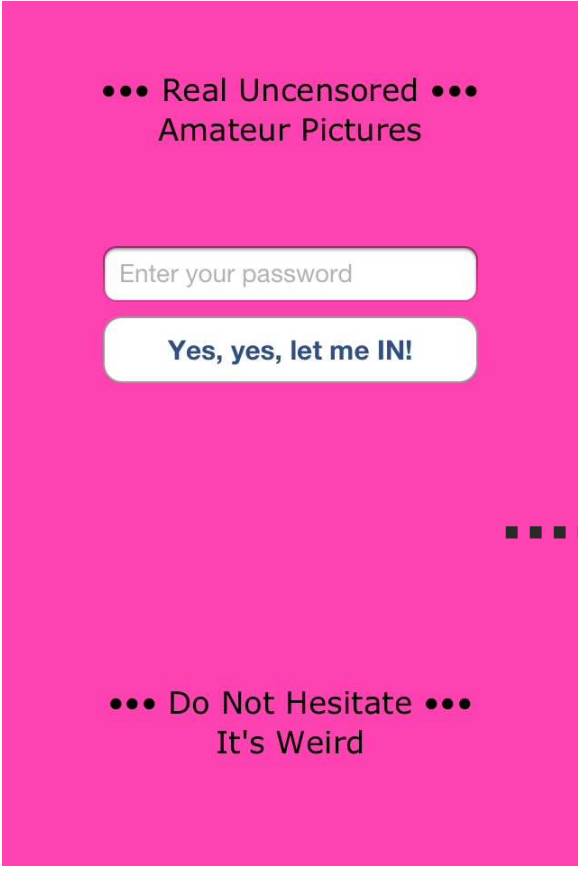 ••• Real Uncensored •••
Amateur Pictures
Enter your password
Yes, yes, let me IN!
••• Do Not Hesitate •••
It's Weird